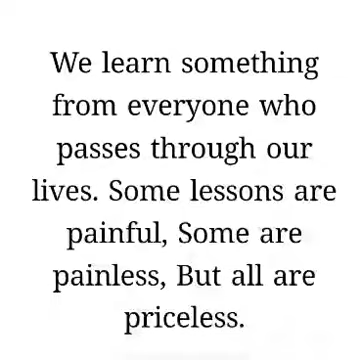 We learn something
from everyone who
passes through our
lives. Some lessons are
painful, Some are
painless, But all are
priceless.